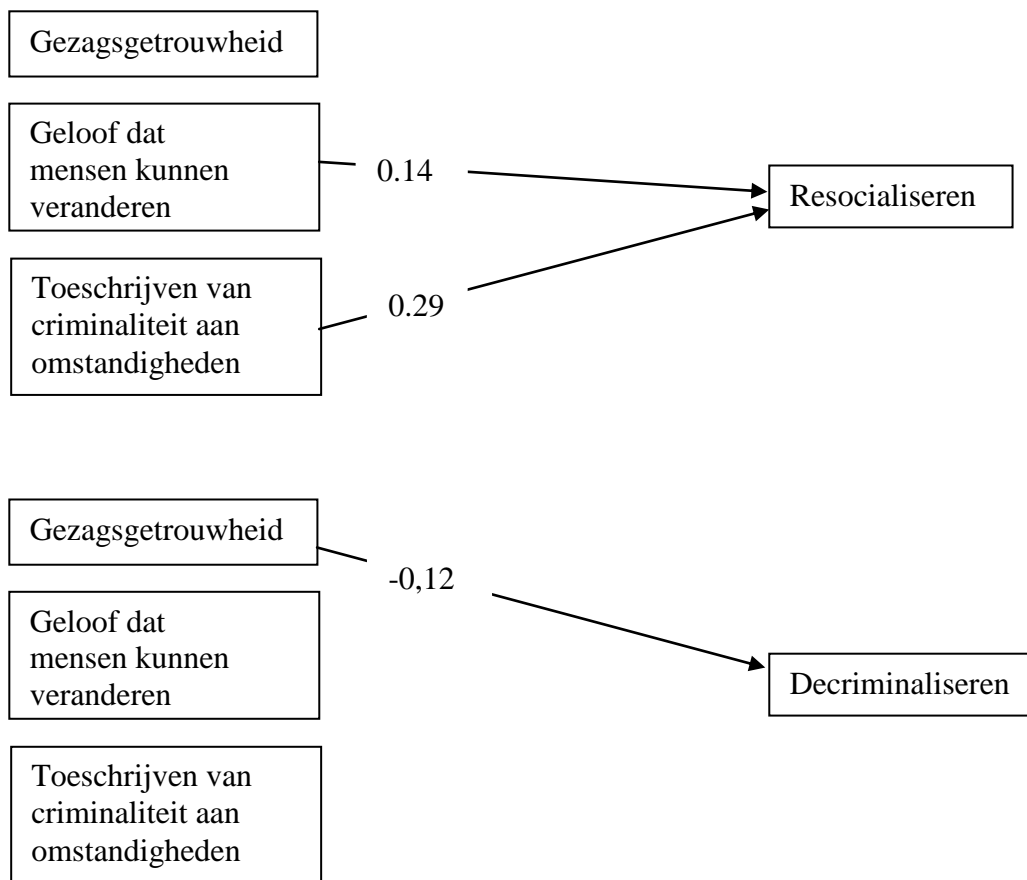 Gezagsgetrouwheid
Geloof dat
mensen kunnen
veranderen
0.14
Resocialiseren
Toeschrijven van
criminaliteit aan
omstandigheden
0.29
Gezagsgetrouwheid
-0,12
Geloof dat
mensen kunnen
veranderen
Decriminaliseren
Toeschrijven van
criminaliteit aan
omstandigheden